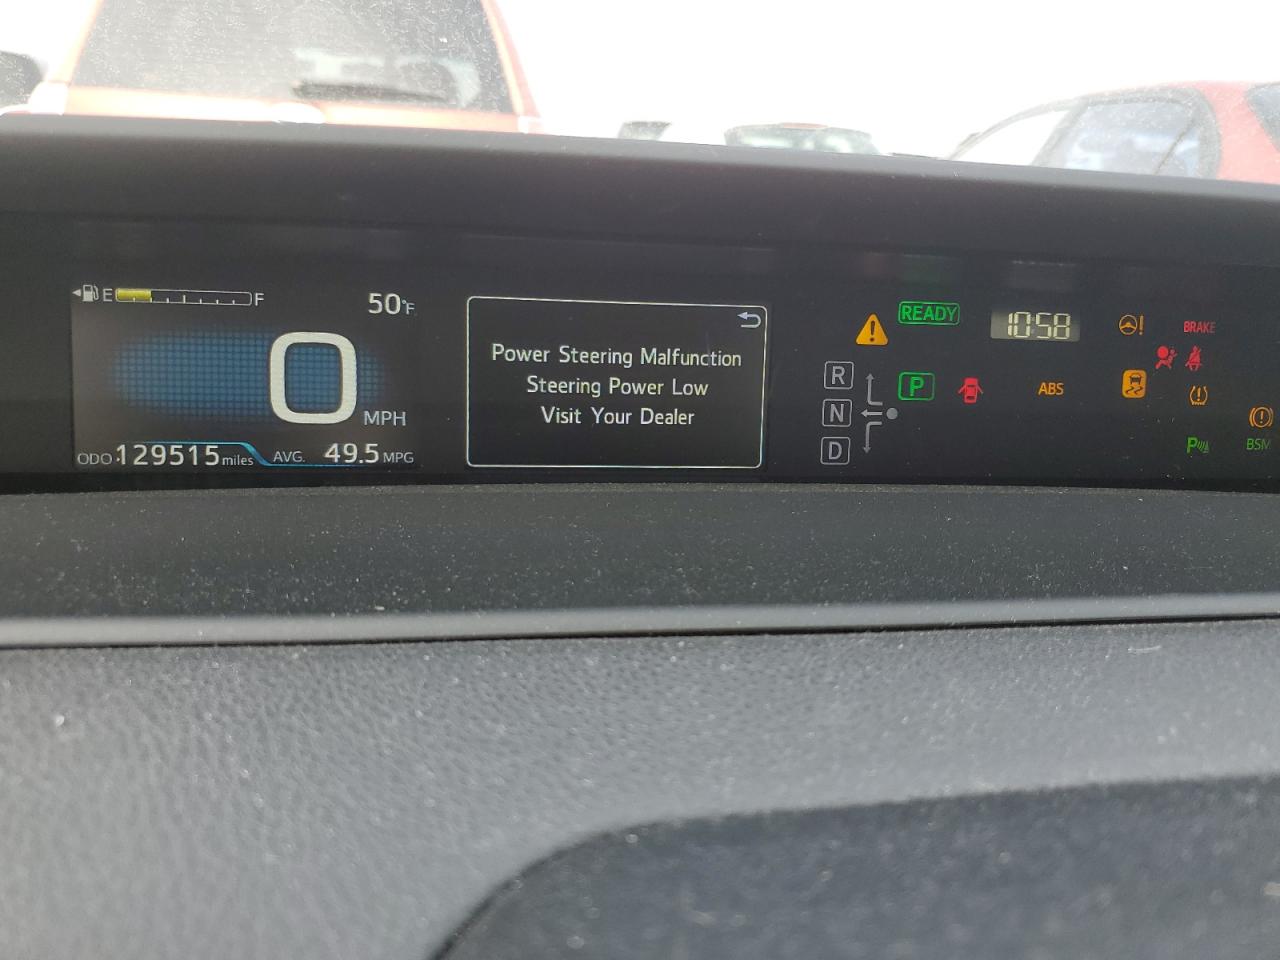 E F
50°F
0 MPH
ODO 129515 miles
AVG. 49.5 MPG
Power Steering Malfunction
Steering Power Low
Visit Your Dealer
READY
10:58
BRAKE
R
P
ABS
N
D
P
BSM